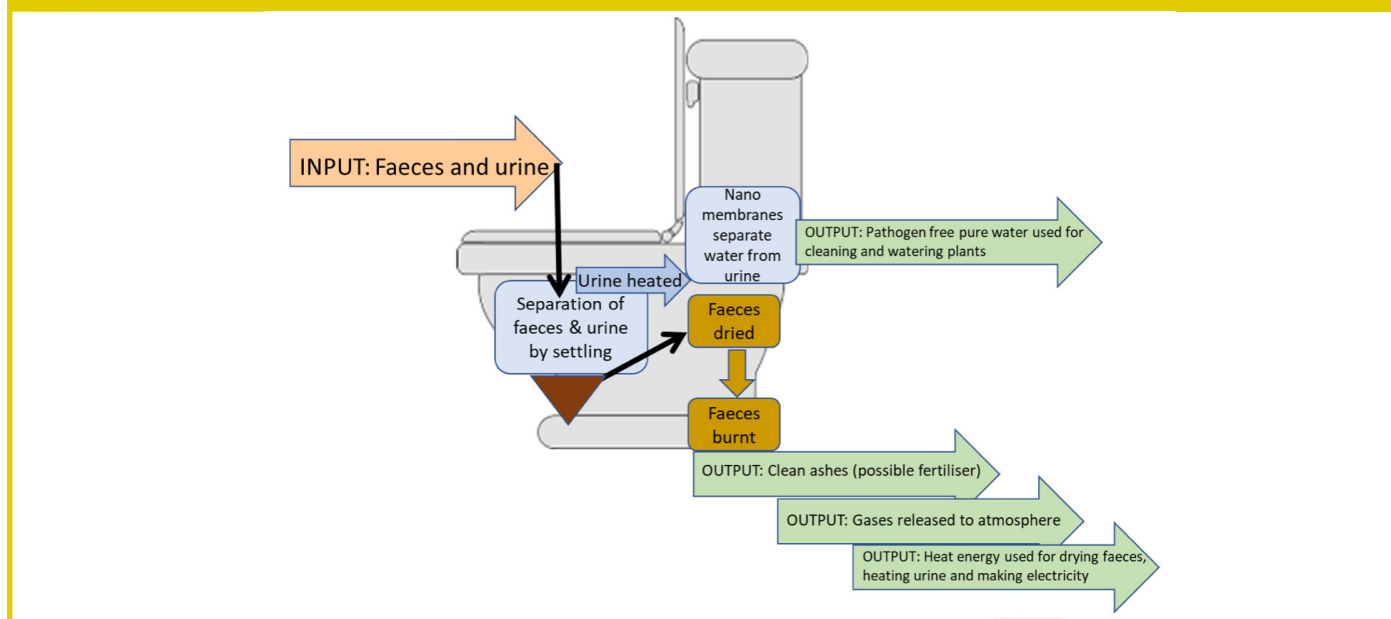 INPUT: Faeces and urine
Nano
membranes
separate
water from
urine
OUTPUT: Pathogen free pure water used for
cleaning and watering plants
Urine heated
Separation of
faeces & urine
by settling
Faeces
dried
Faeces
burnt
OUTPUT: Clean ashes (possible fertiliser)
OUTPUT: Gases released to atmosphere
OUTPUT: Heat energy used for drying faeces,
heating urine and making electricity